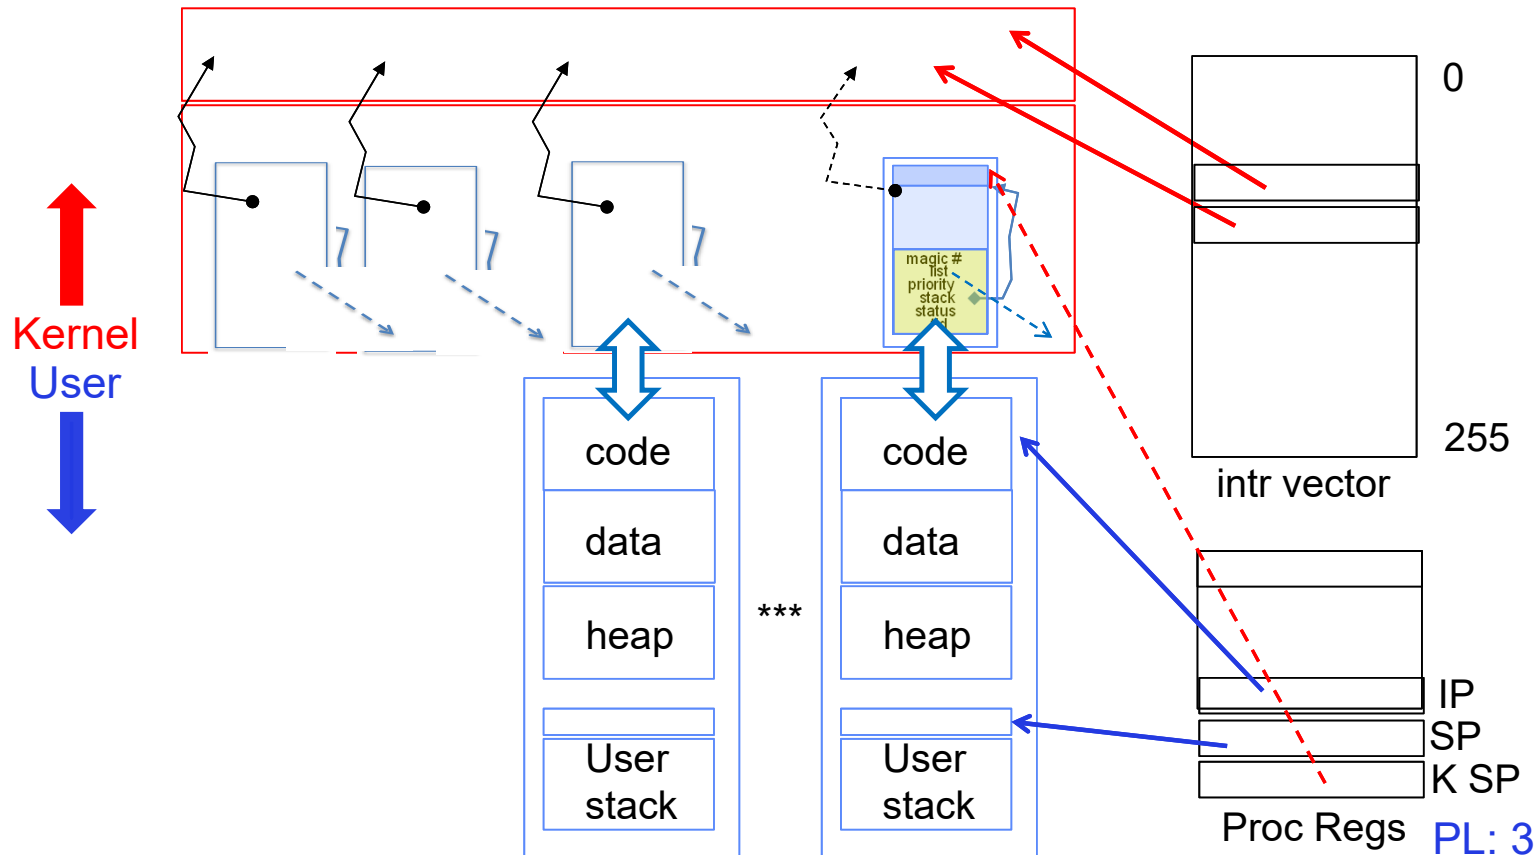 0
Kernel
User
magic #
list
priority
stack
status
255
intr vector
code
code
data
data
heap
***
heap
IP
SP
K SP
User
stack
User
stack
Proc Regs
PL: 3